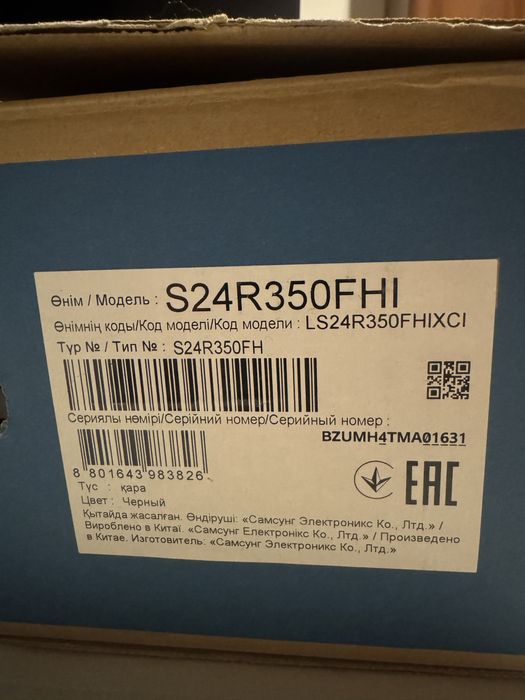 Өнім / Модель : S24R350FHI
Өнімнің коды/Код моделі/Код модели : LS24R350FHIXCI
Түр № / Тип № : S24R350FH
Сериялы нөмірі/Серійний номер/Серийный номер :
BZUMH4TMA01631
8 801643 983826
Түс : қара
Цвет : Черный
EAC
Қытайда жасалған. Өндіруші: «Самсунг Электроникс Ко., Лтд.» /
Вироблено в Китаї. «Самсунг Електронікс Ко., Лтд.» / Произведено
в Китае. Изготовитель: «Самсунг Электроникс Ко., Лтд.»